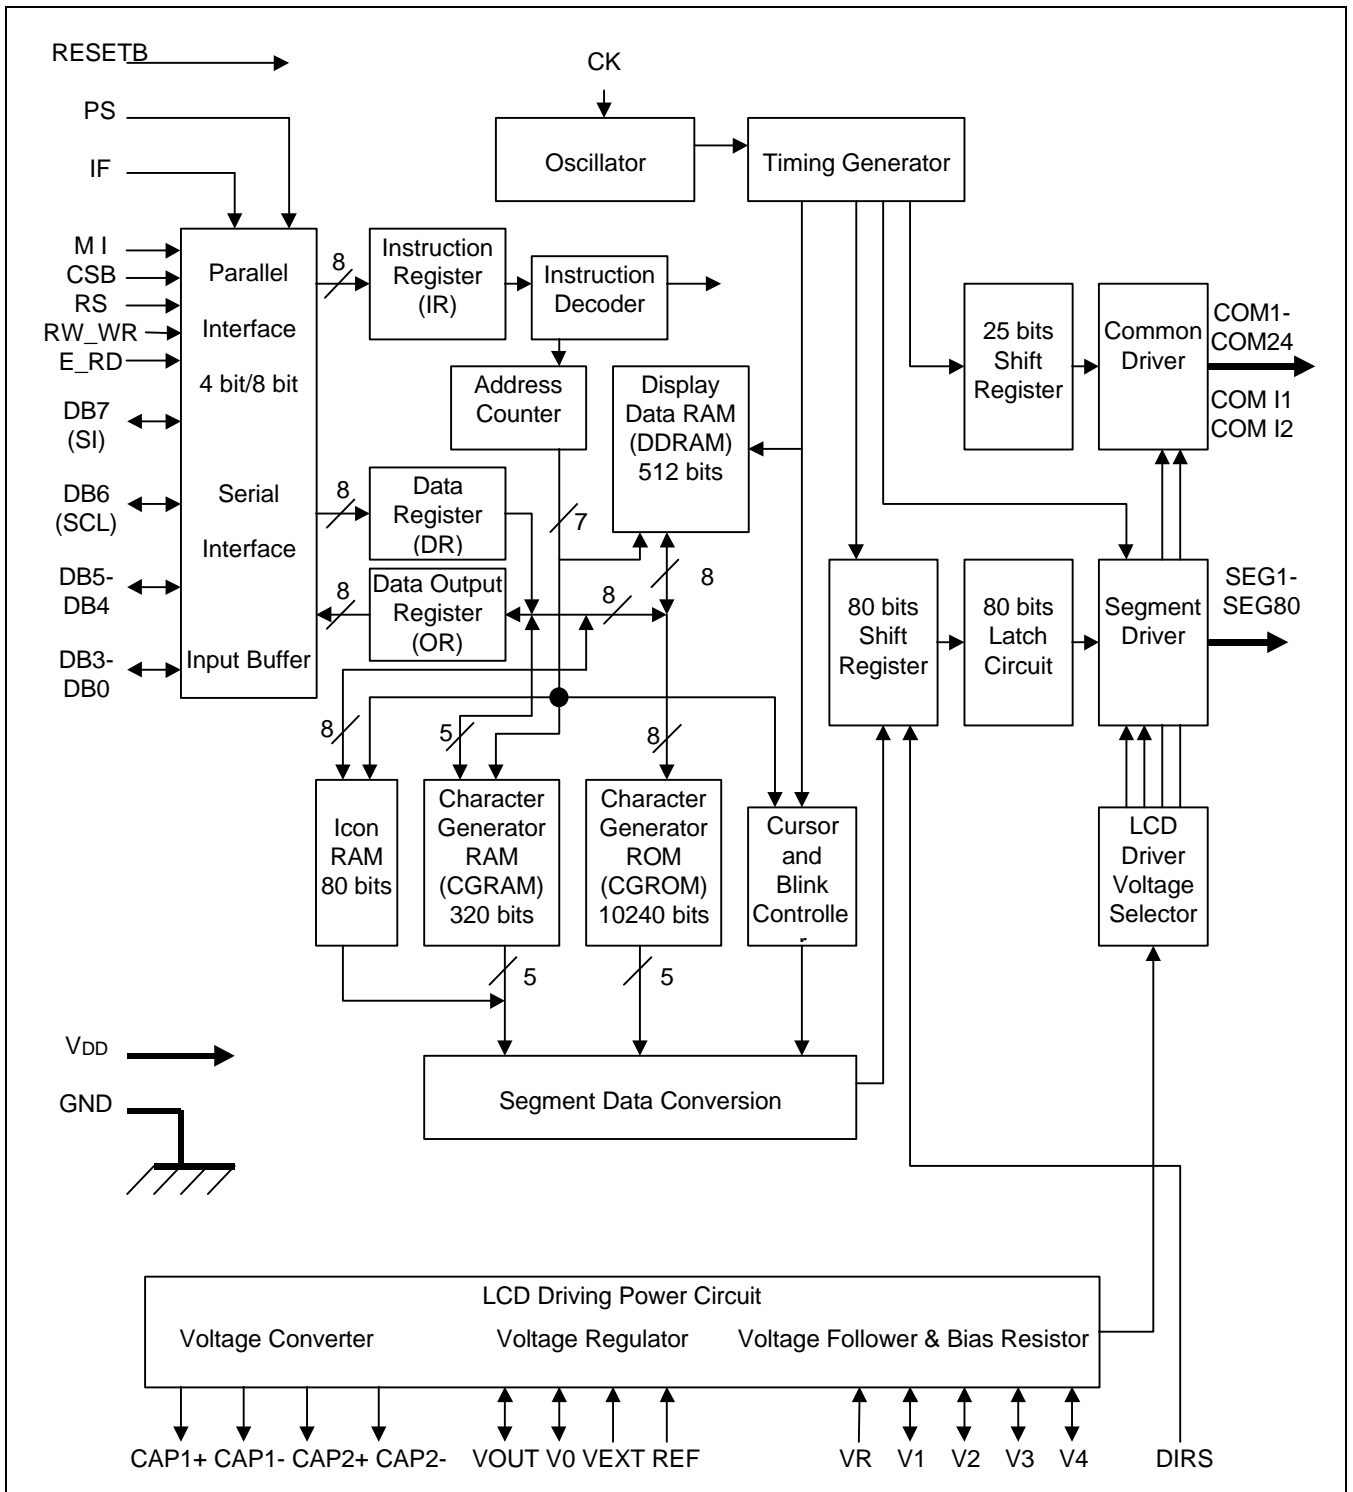 RESETB
CK
PS
Oscillator
Timing Generator
IF
M I
CSB
RS
RW_WR
E_RD
DB7
(SI)
DB6
(SCL)
DB5-
DB4
DB3-
DB0
Parallel
Interface
4 bit/8 bit
Serial
Interface
Input Buffer
8
Instruction
Register
(IR)
Instruction
Decoder
Address
Counter
Display
Data RAM
(DDRAM)
512 bits
25 bits
Shift
Register
Common
Driver
COM1-
COM24
COM I1
COM I2
8
Data
Register
(DR)
7
8
Data Output
Register
(OR)
8
8
80 bits
Shift
Register
80 bits
Latch
Circuit
Segment
Driver
SEG1-
SEG80
8
5
8
Icon
RAM
80 bits
Character
Generator
RAM
(CGRAM)
320 bits
Character
Generator
ROM
(CGROM)
10240 bits
Cursor
and
Blink
Controlle
r
LCD
Driver
Voltage
Selector
5
5
VDD
GND
Segment Data Conversion
LCD Driving Power Circuit
Voltage Converter
Voltage Regulator
Voltage Follower & Bias Resistor
CAP1+ CAP1- CAP2+ CAP2-
VOUT V0 VEXT REF
VR V1 V2 V3 V4
DIRS